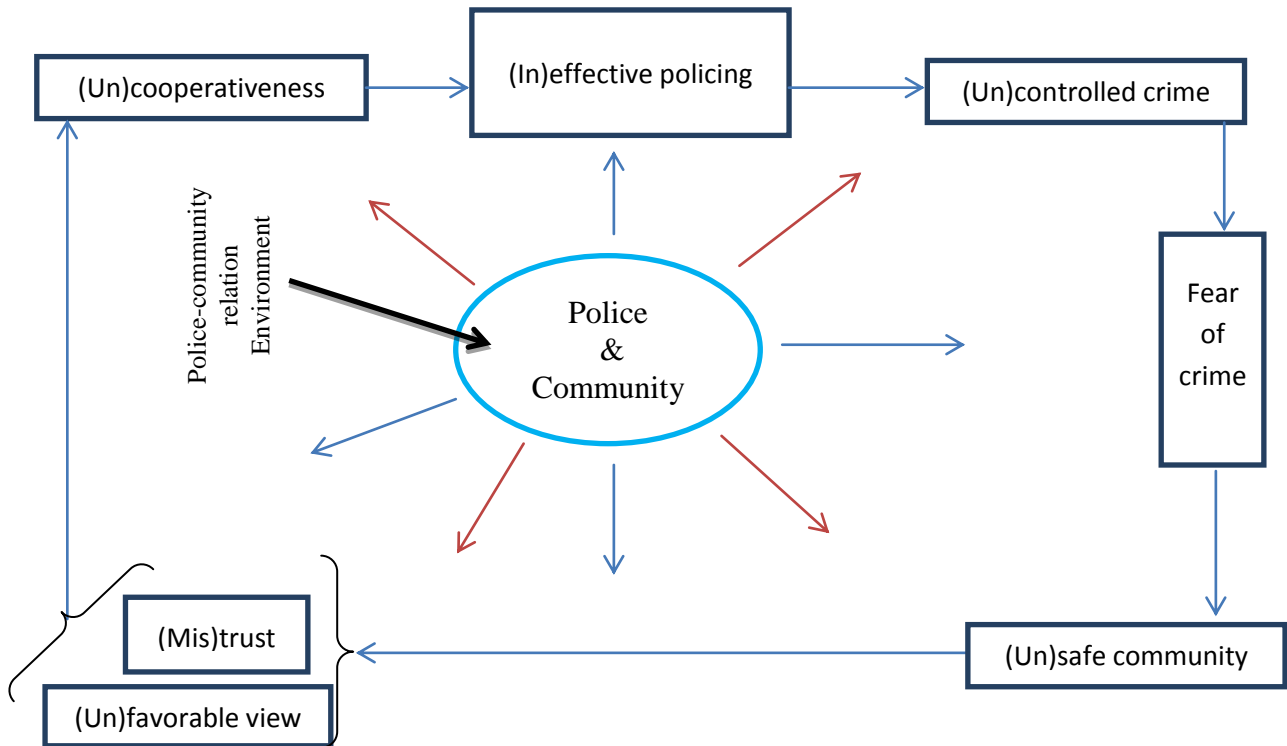 (In)effective policing
(Un)cooperativeness
(Un)controlled crime
Police-community
relation
Environment
Police
&
Community
Fear
of
crime
(Mis)trust
(Un)safe community
(Un)favorable view